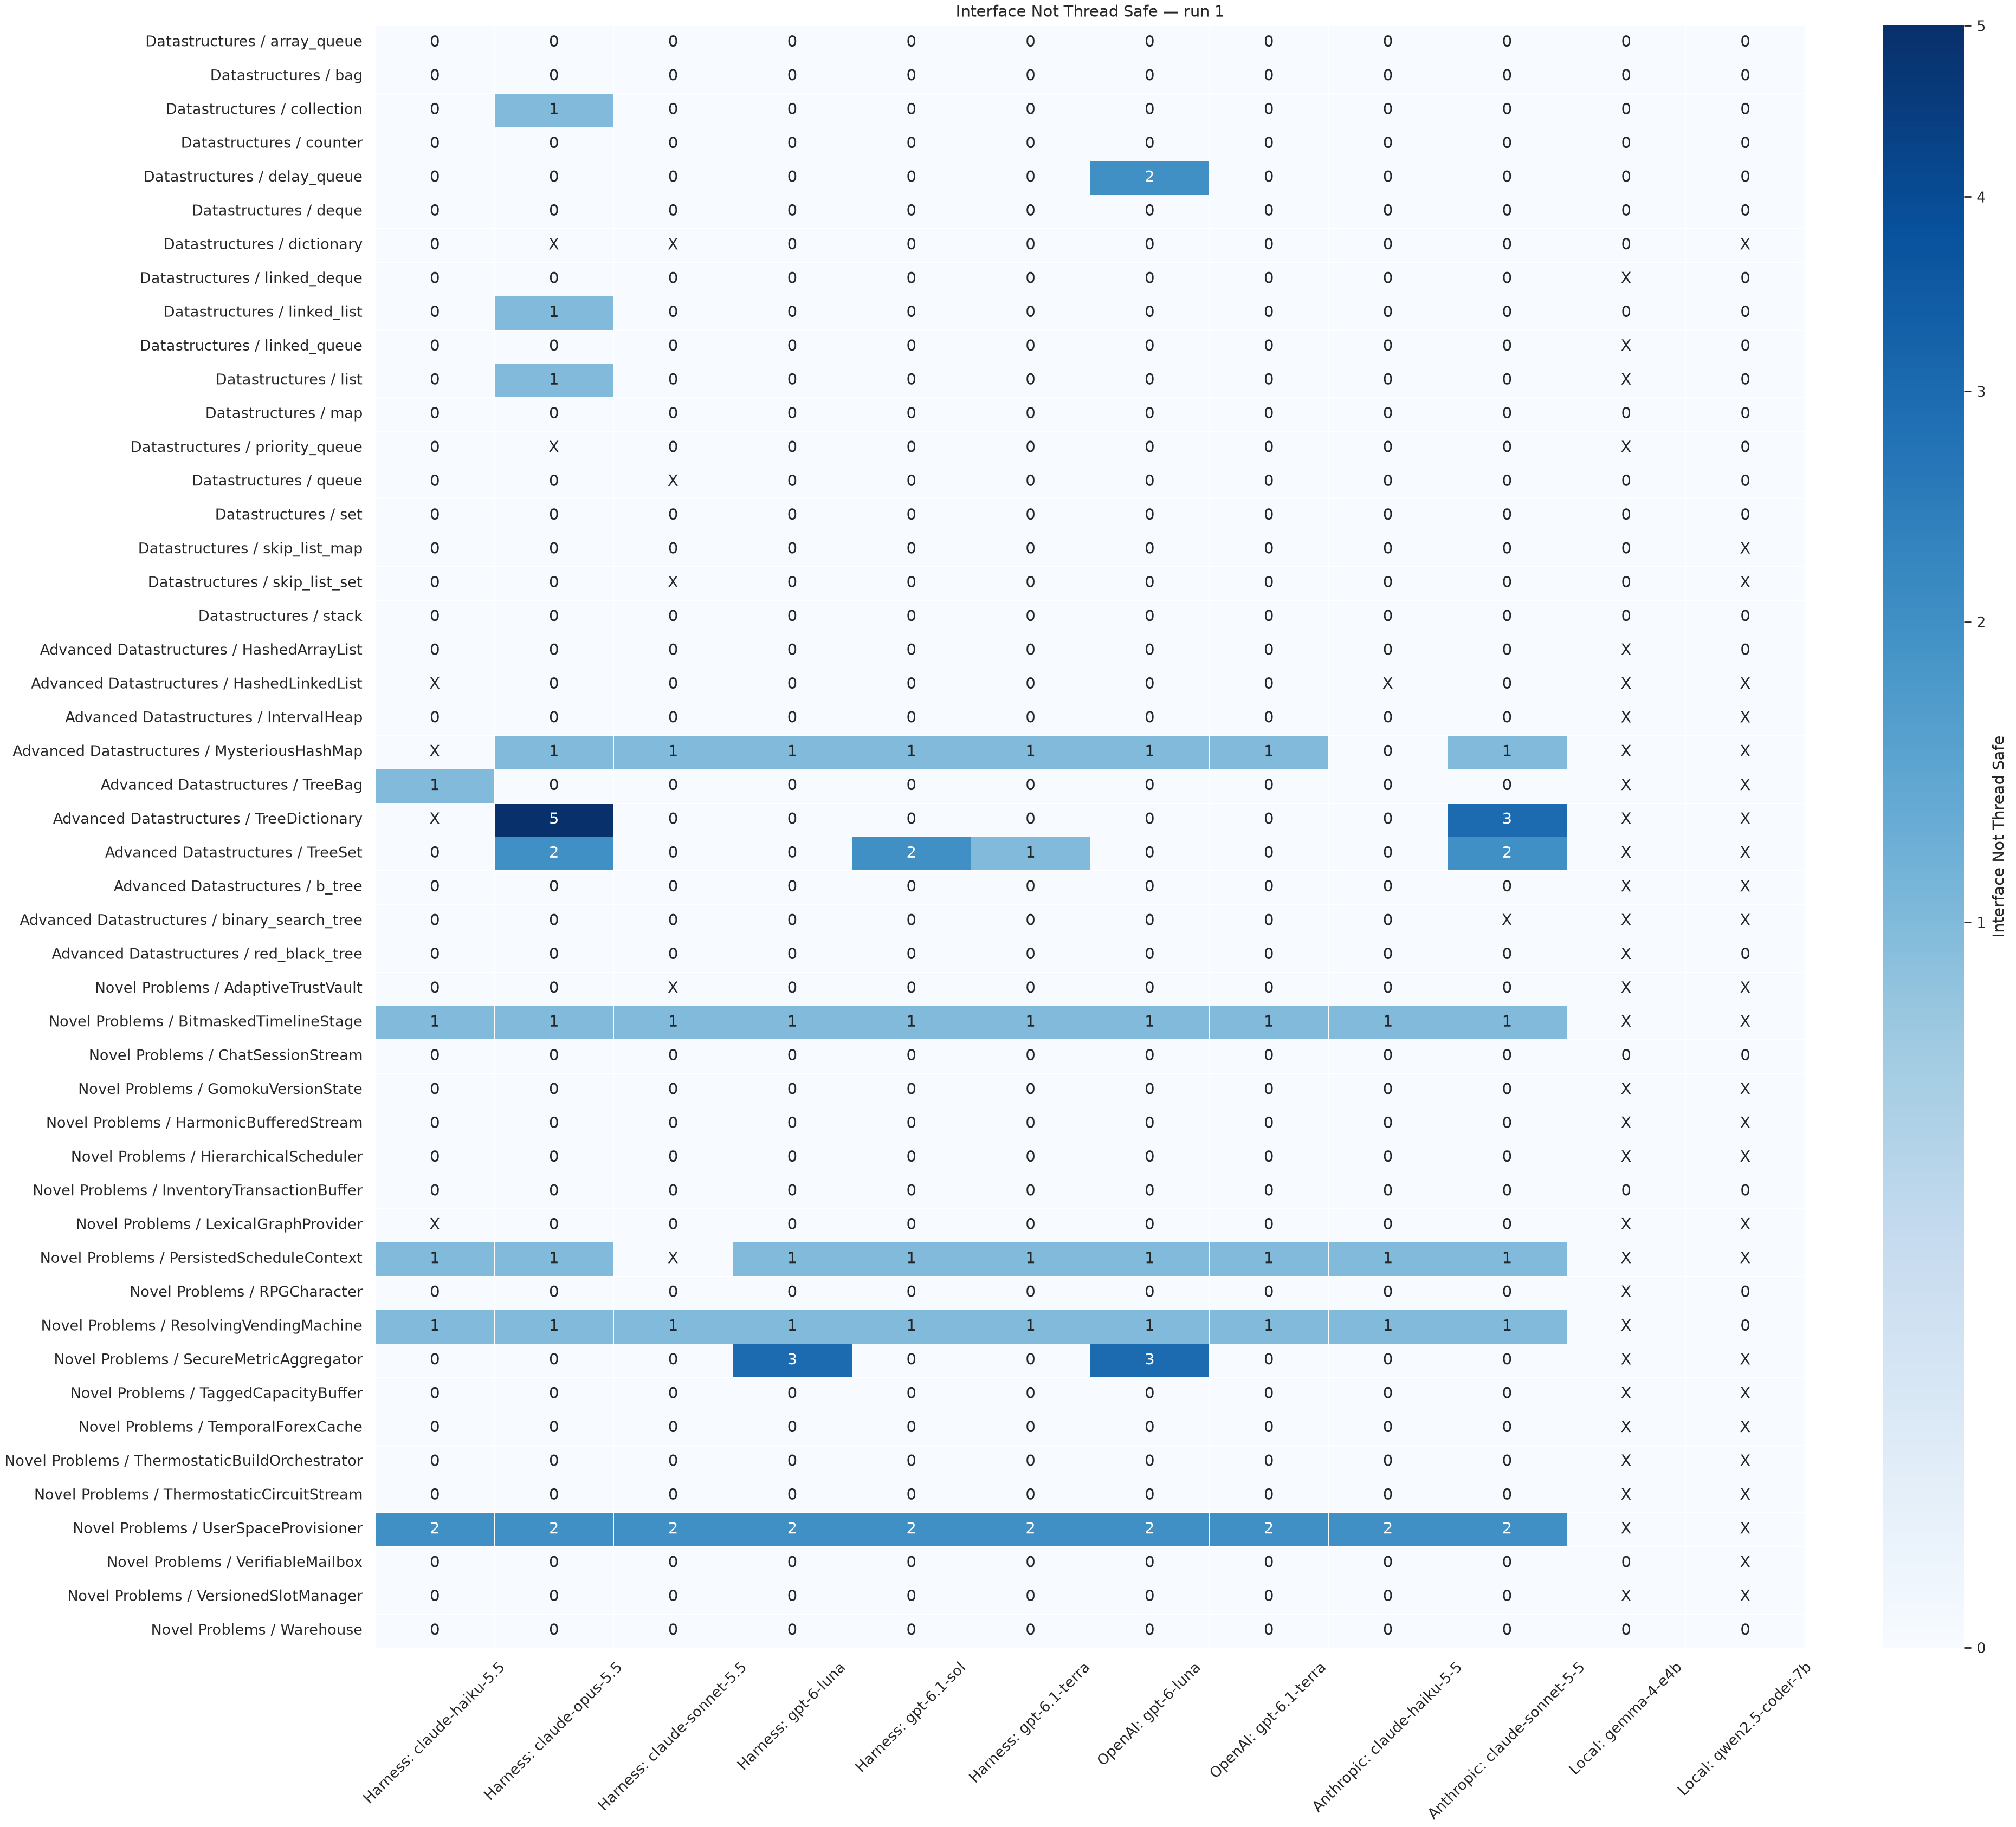 Interface Not Thread Safe — run 1
Datastructures / array_queue 0 0 0 0 0 0 0 0 0 0 0 0
Datastructures / bag 0 0 0 0 0 0 0 0 0 0 0 0
Datastructures / collection 0 1 0 0 0 0 0 0 0 0 0 0
Datastructures / counter 0 0 0 0 0 0 0 0 0 0 0 0
Datastructures / delay_queue 0 0 0 0 0 0 2 0 0 0 0 0
Datastructures / deque 0 0 0 0 0 0 0 0 0 0 0 0
Datastructures / dictionary 0 X X 0 0 0 0 0 0 0 0 X
Datastructures / linked_deque 0 0 0 0 0 0 0 0 0 0 X 0
Datastructures / linked_list 0 1 0 0 0 0 0 0 0 0 0 0
Datastructures / linked_queue 0 0 0 0 0 0 0 0 0 0 X 0
Datastructures / list 0 1 0 0 0 0 0 0 0 0 X 0
Datastructures / map 0 0 0 0 0 0 0 0 0 0 0 0
Datastructures / priority_queue 0 X 0 0 0 0 0 0 0 0 X 0
Datastructures / queue 0 0 X 0 0 0 0 0 0 0 0 0
Datastructures / set 0 0 0 0 0 0 0 0 0 0 0 0
Datastructures / skip_list_map 0 0 0 0 0 0 0 0 0 0 0 X
Datastructures / skip_list_set 0 0 X 0 0 0 0 0 0 0 0 X
Datastructures / stack 0 0 0 0 0 0 0 0 0 0 0 0
Advanced Datastructures / HashedArrayList 0 0 0 0 0 0 0 0 0 0 X 0
Advanced Datastructures / HashedLinkedList X 0 0 0 0 0 0 0 X 0 X X
Advanced Datastructures / IntervalHeap 0 0 0 0 0 0 0 0 0 0 X X
Advanced Datastructures / MysteriousHashMap X 1 1 1 1 1 1 1 0 1 X X
Advanced Datastructures / TreeBag 1 0 0 0 0 0 0 0 0 0 X X
Advanced Datastructures / TreeDictionary X 5 0 0 0 0 0 0 0 3 X X
Advanced Datastructures / TreeSet 0 2 0 0 2 1 0 0 0 2 X X
Advanced Datastructures / b_tree 0 0 0 0 0 0 0 0 0 0 X X
Advanced Datastructures / binary_search_tree 0 0 0 0 0 0 0 0 0 X X X
Advanced Datastructures / red_black_tree 0 0 0 0 0 0 0 0 0 0 X 0
Novel Problems / AdaptiveTrustVault 0 0 X 0 0 0 0 0 0 0 X X
Novel Problems / BitmaskedTimelineStage 1 1 1 1 1 1 1 1 1 1 X X
Novel Problems / ChatSessionStream 0 0 0 0 0 0 0 0 0 0 0 0
Novel Problems / GomokuVersionState 0 0 0 0 0 0 0 0 0 0 X X
Novel Problems / HarmonicBufferedStream 0 0 0 0 0 0 0 0 0 0 X X
Novel Problems / HierarchicalScheduler 0 0 0 0 0 0 0 0 0 0 X X
Novel Problems / InventoryTransactionBuffer 0 0 0 0 0 0 0 0 0 0 0 0
Novel Problems / LexicalGraphProvider X 0 0 0 0 0 0 0 0 0 X X
Novel Problems / PersistedScheduleContext 1 1 X 1 1 1 1 1 1 1 X X
Novel Problems / RPGCharacter 0 0 0 0 0 0 0 0 0 0 X 0
Novel Problems / ResolvingVendingMachine 1 1 1 1 1 1 1 1 1 1 X 0
Novel Problems / SecureMetricAggregator 0 0 0 3 0 0 3 0 0 0 X X
Novel Problems / TaggedCapacityBuffer 0 0 0 0 0 0 0 0 0 0 X X
Novel Problems / TemporalForexCache 0 0 0 0 0 0 0 0 0 0 X X
Novel Problems / ThermostaticBuildOrchestrator 0 0 0 0 0 0 0 0 0 0 X X
Novel Problems / ThermostaticCircuitStream 0 0 0 0 0 0 0 0 0 0 X X
Novel Problems / UserSpaceProvisioner 2 2 2 2 2 2 2 2 2 2 X X
Novel Problems / VerifiableMailbox 0 0 0 0 0 0 0 0 0 0 0 X
Novel Problems / VersionedSlotManager 0 0 0 0 0 0 0 0 0 0 X X
Novel Problems / Warehouse 0 0 0 0 0 0 0 0 0 0 0 0
Harness: claude-haiku-5.5
Harness: claude-opus-5.5
Harness: claude-sonnet-5.5
Harness: gpt-6-luna
Harness: gpt-6.1-sol
Harness: gpt-6.1-terra
OpenAI: gpt-6-luna
OpenAI: gpt-6.1-terra
Anthropic: claude-haiku-5-5
Anthropic: claude-sonnet-5-5
Local: gemma-4-e4b
Local: qwen2.5-coder-7b
5
4
3
2
1
0
Interface Not Thread Safe